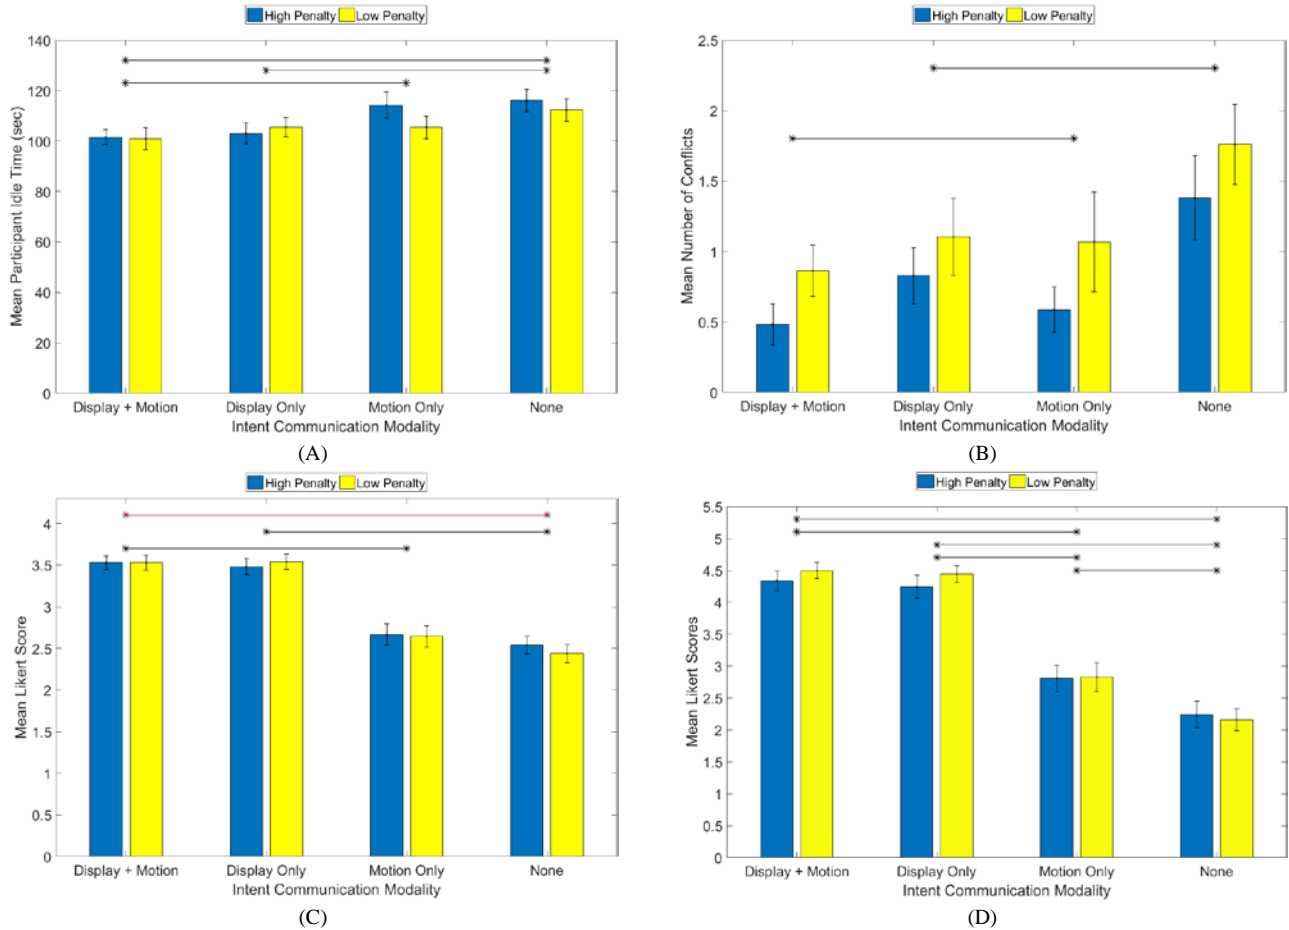 High Penalty Low Penalty
140
120
100
80
60
40
20
0
Mean Participant Idle Time (sec)
Display + Motion Display Only Motion Only None
Intent Communication Modality
(A)
High Penalty Low Penalty
2.5
2
1.5
1
0.5
0
Mean Number of Conflicts
Display + Motion Display Only Motion Only None
Intent Communication Modality
(B)
High Penalty Low Penalty
4
3.5
3
2.5
2
1.5
1
0.5
0
Mean Likert Score
Display + Motion Display Only Motion Only None
Intent Communication Modality
(C)
High Penalty Low Penalty
5.5
5
4.5
4
3.5
3
2.5
2
1.5
1
0.5
0
Mean Likert Scores
Display + Motion Display Only Motion Only None
Intent Communication Modality
(D)